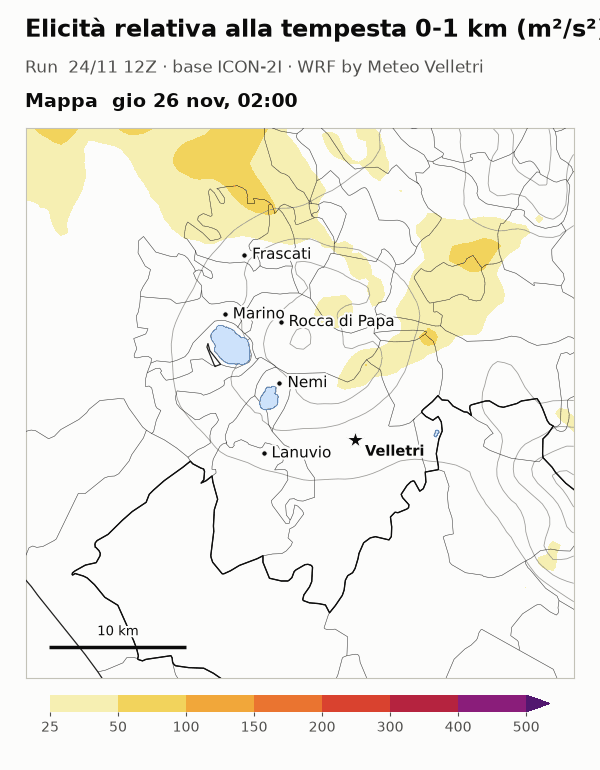 Elicità relativa alla tempesta 0-1 km (m²/s²)
Run 24/11 12Z · base ICON-2I · WRF by Meteo Velletri
Mappa gio 26 nov, 02:00
Frascati
Marino
Rocca di Papa
Nemi
Velletri
Lanuvio
10 km
25 50 100 150 200 300 400 500